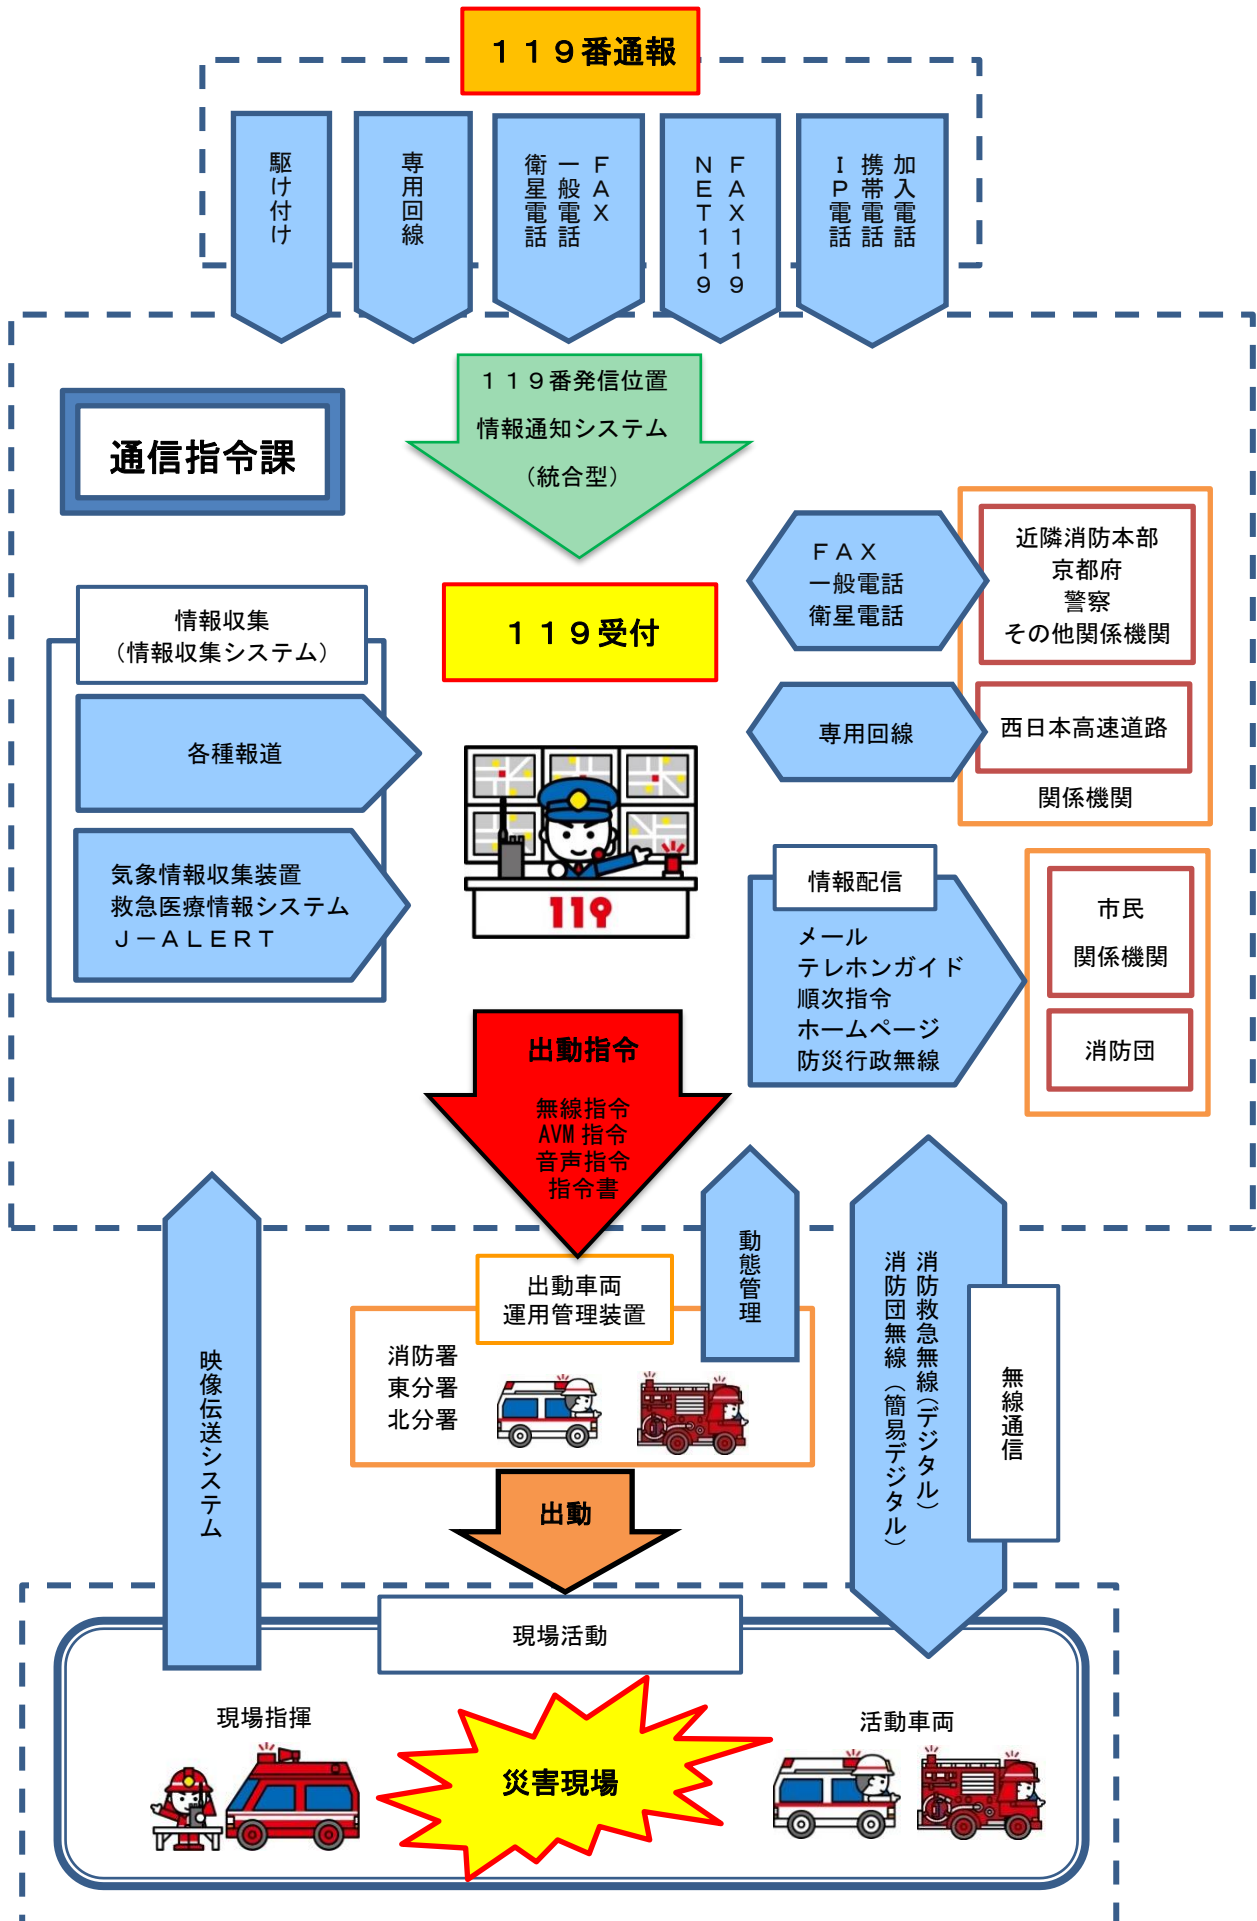 １１９番通報
駆け付け
専用回線
ＦＡＸ
一般電話
衛星電話
ＦＡＸ１１９
ＮＥＴ１１９
加入電話
携帯電話
ＩＰ電話
１１９番発信位置
情報通知システム
（統合型）
通信指令課
情報収集
（情報収集システム）
各種報道
気象情報収集装置
救急医療情報システム
Ｊ－ＡＬＥＲＴ
１１９受付
119
ＦＡＸ
一般電話
衛星電話
近隣消防本部
京都府
警察
その他関係機関
専用回線
西日本高速道路
関係機関
情報配信
メール
テレホンガイド
順次指令
ホームページ
防災行政無線
市民
関係機関
消防団
出動指令
無線指令
AVM 指令
音声指令
指令書
動態管理
出動車両
運用管理装置
消防署
東分署
北分署
映像伝送システム
消防救急無線（デジタル）
消防団無線（簡易デジタル）
無線通信
出動
現場活動
現場指揮
災害現場
活動車両